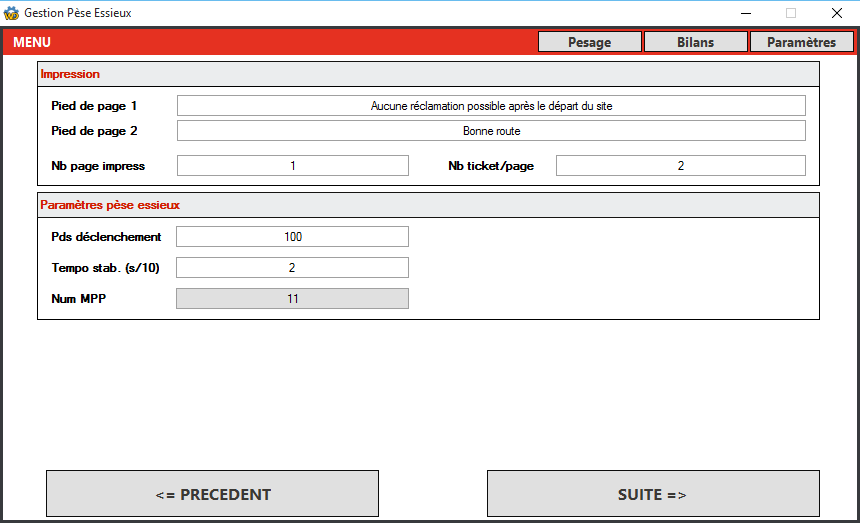 Gestion Pèse Essieux
MENU Pesage Bilans Paramètres
Impression
Pied de page 1 Aucune réclamation possible après le départ du site
Pied de page 2 Bonne route
Nb page impress 1 Nb ticket/page 2
Paramètres pèse essieux
Pds déclenchement 100
Tempo stab. (s/10) 2
Num MPP 11
<= PRECEDENT SUITE =>